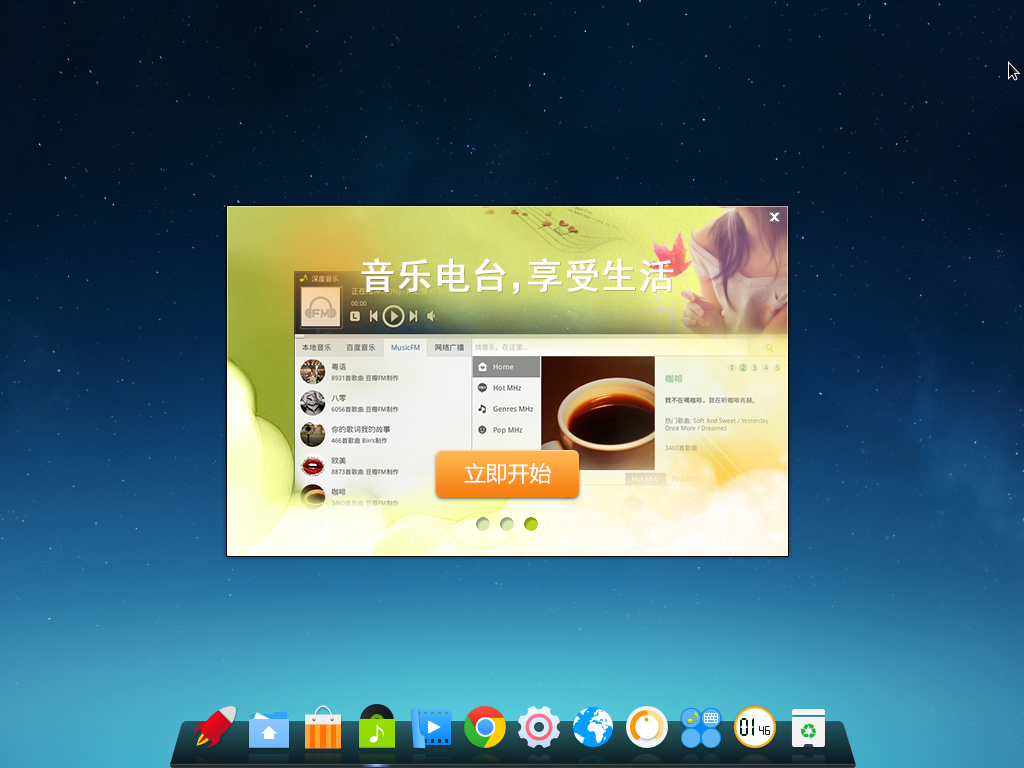 音乐电台,享受生活
深度音乐
00:00
FM
本地音乐 百度音乐 MusicFM 网络广播
找音乐，在这里...
粤语
8931首歌曲 豆瓣FM制作
八零
6056首歌曲 豆瓣FM制作
你的歌词我的故事
466首歌曲 Bin's制作
欧美
8873首歌曲 豆瓣FM制作
咖啡
3460首歌曲 豆瓣FM制作
Home
Hot MHz
Genres MHz
Pop MHz
1 2 3 4 5
咖啡
我不在喝咖啡，就在听咖啡兆赫。
热门歌曲: Soft And Sweet / Yesterday
Once More / Dreames
3460首歌曲
Hot MHz
立即开始
01 46